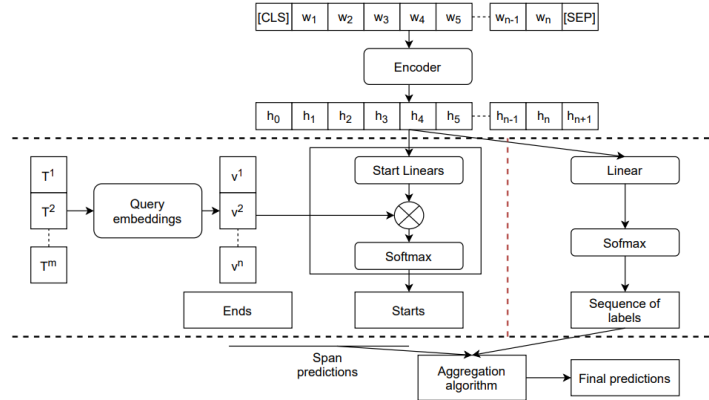 [CLS] w1 w2 w3 w4 w5 wn-1 wn [SEP]
Encoder
h0 h1 h2 h3 h4 h5 hn-1 hn hn+1
T1
T2
Tm
Query
embeddings
v1
v2
vn
Start Linears
Softmax
Linear
Sofmax
Ends
Starts
Sequence of
labels
Span
predictions
Aggregation
algorithm
Final predictions